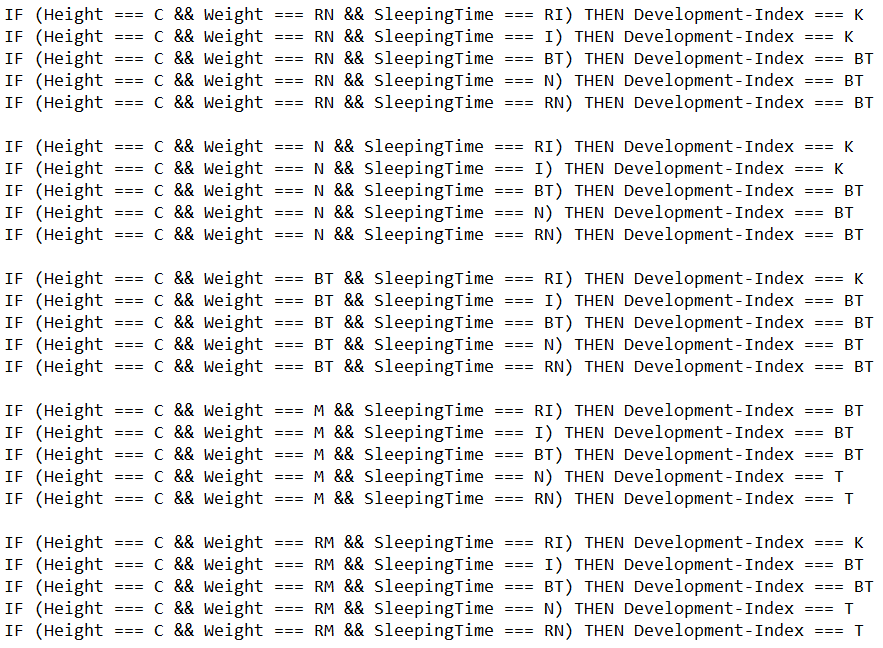 IF (Height === C && Weight === RN && SleepingTime === RI) THEN Development-Index === K
IF (Height === C && Weight === RN && SleepingTime === I) THEN Development-Index === K
IF (Height === C && Weight === RN && SleepingTime === BT) THEN Development-Index === BT
IF (Height === C && Weight === RN && SleepingTime === N) THEN Development-Index === BT
IF (Height === C && Weight === RN && SleepingTime === RN) THEN Development-Index === BT

IF (Height === C && Weight === N && SleepingTime === RI) THEN Development-Index === K
IF (Height === C && Weight === N && SleepingTime === I) THEN Development-Index === K
IF (Height === C && Weight === N && SleepingTime === BT) THEN Development-Index === BT
IF (Height === C && Weight === N && SleepingTime === N) THEN Development-Index === BT
IF (Height === C && Weight === N && SleepingTime === RN) THEN Development-Index === BT

IF (Height === C && Weight === BT && SleepingTime === RI) THEN Development-Index === K
IF (Height === C && Weight === BT && SleepingTime === I) THEN Development-Index === BT
IF (Height === C && Weight === BT && SleepingTime === BT) THEN Development-Index === BT
IF (Height === C && Weight === BT && SleepingTime === N) THEN Development-Index === BT
IF (Height === C && Weight === BT && SleepingTime === RN) THEN Development-Index === BT

IF (Height === C && Weight === M && SleepingTime === RI) THEN Development-Index === BT
IF (Height === C && Weight === M && SleepingTime === I) THEN Development-Index === BT
IF (Height === C && Weight === M && SleepingTime === BT) THEN Development-Index === BT
IF (Height === C && Weight === M && SleepingTime === N) THEN Development-Index === T
IF (Height === C && Weight === M && SleepingTime === RN) THEN Development-Index === T

IF (Height === C && Weight === RM && SleepingTime === RI) THEN Development-Index === K
IF (Height === C && Weight === RM && SleepingTime === I) THEN Development-Index === BT
IF (Height === C && Weight === RM && SleepingTime === BT) THEN Development-Index === BT
IF (Height === C && Weight === RM && SleepingTime === N) THEN Development-Index === T
IF (Height === C && Weight === RM && SleepingTime === RN) THEN Development-Index === T